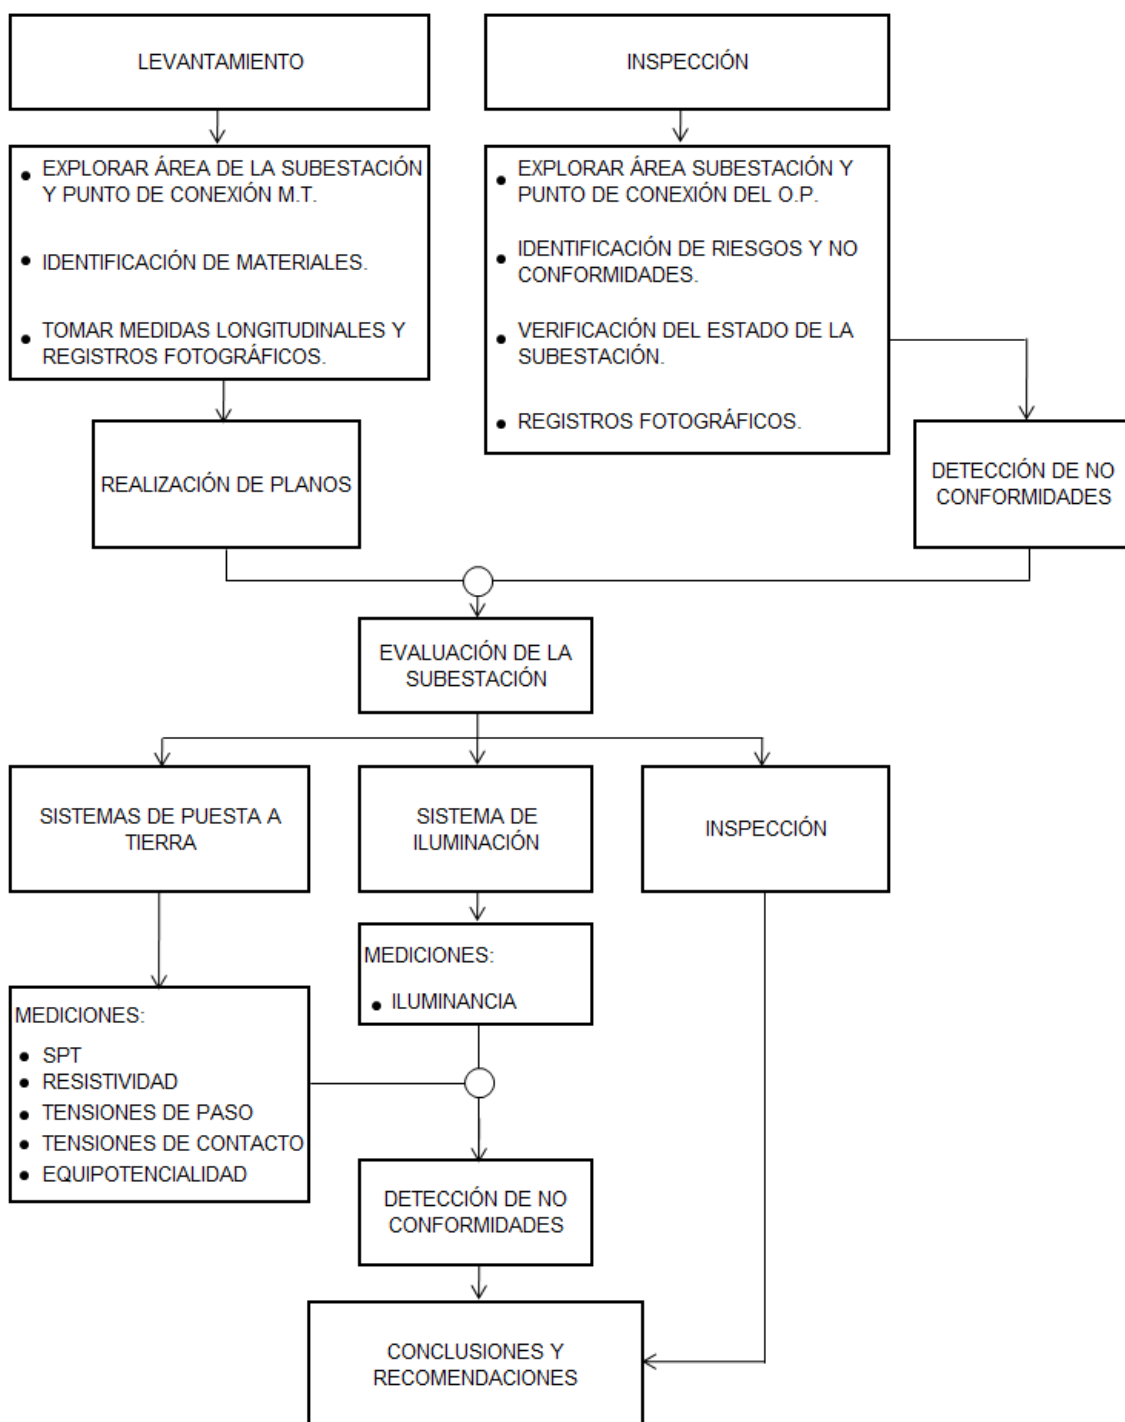 LEVANTAMIENTO
INSPECCIÓN
• EXPLORAR ÁREA DE LA SUBESTACIÓN
Y PUNTO DE CONEXIÓN M.T.
• IDENTIFICACIÓN DE MATERIALES.
• TOMAR MEDIDAS LONGITUDINALES Y
REGISTROS FOTOGRÁFICOS.
• EXPLORAR ÁREA SUBESTACIÓN Y
PUNTO DE CONEXIÓN DEL O.P.
• IDENTIFICACIÓN DE RIESGOS Y NO
CONFORMIDADES.
• VERIFICACIÓN DEL ESTADO DE LA
SUBESTACIÓN.
• REGISTROS FOTOGRÁFICOS.
REALIZACIÓN DE PLANOS
DETECCIÓN DE NO
CONFORMIDADES
EVALUACIÓN DE LA
SUBESTACIÓN
SISTEMAS DE PUESTA A
TIERRA
SISTEMA DE
ILUMINACIÓN
INSPECCIÓN
MEDICIONES:
• ILUMINANCIA
MEDICIONES:
• SPT
• RESISTIVIDAD
• TENSIONES DE PASO
• TENSIONES DE CONTACTO
• EQUIPOTENCIALIDAD
DETECCIÓN DE NO
CONFORMIDADES
CONCLUSIONES Y
RECOMENDACIONES